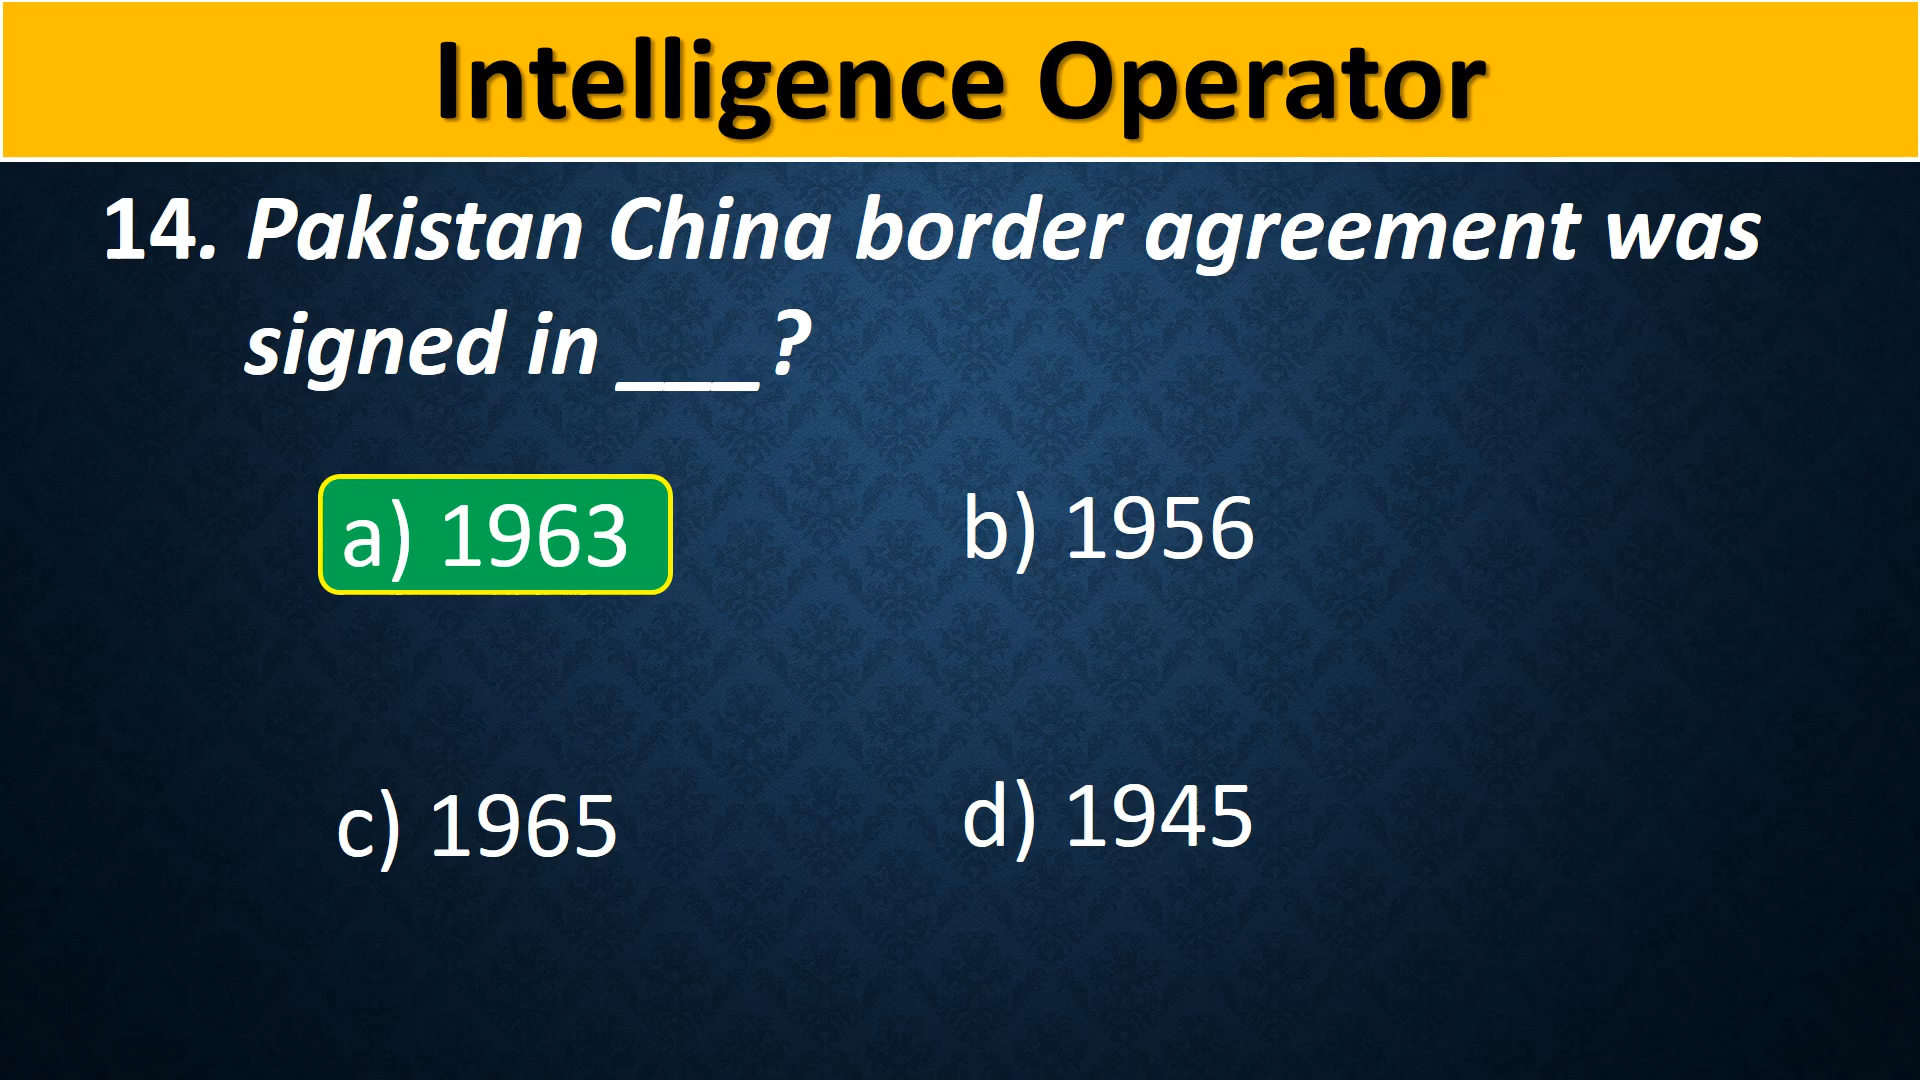 Intelligence Operator
14. Pakistan China border agreement was
signed in ___?
a) 1963
b) 1956
c) 1965
d) 1945